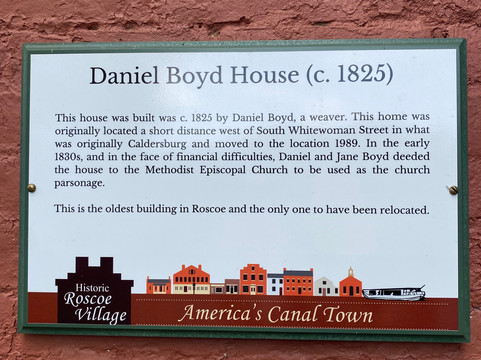 Daniel Boyd House (c. 1825)
This house was built was c. 1825 by Daniel Boyd, a weaver. This home was
originally located a short distance west of South Whitewoman Street in what
was originally Caldersburg and moved to the location 1989. In the early
1830s, and in the face of financial difficulties, Daniel and Jane Boyd deeded
the house to the Methodist Episcopal Church to be used as the church
parsonage.
This is the oldest building in Roscoe and the only one to have been relocated.
Historic
Roscoe
Village
America's Canal Town